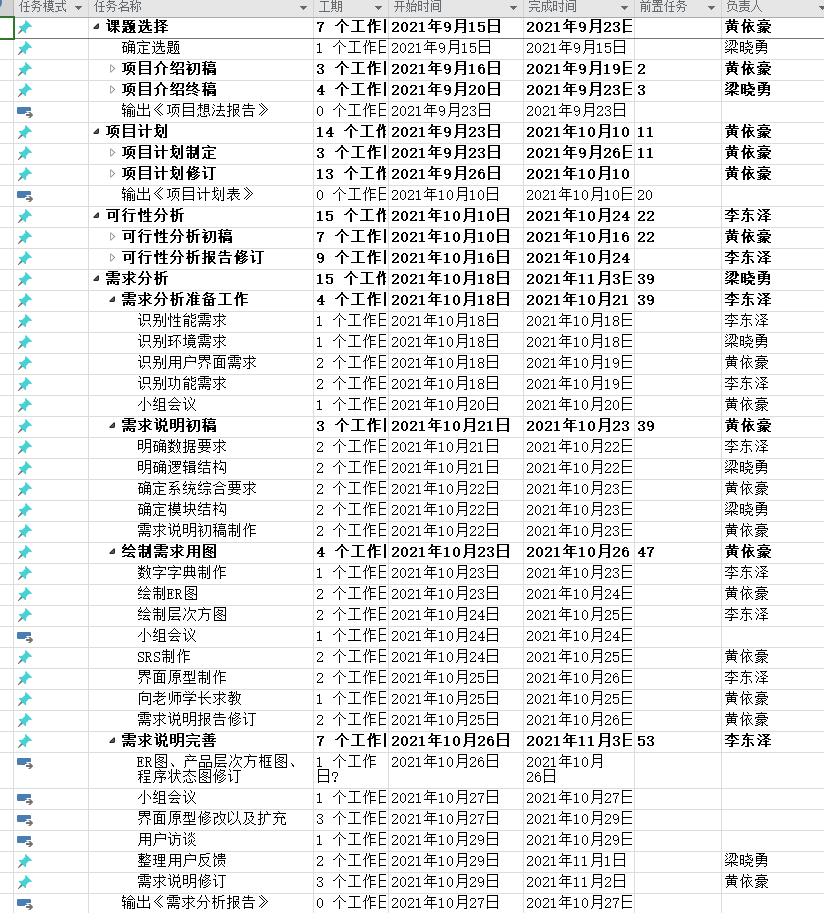 任务模式 任务名称 工期 开始时间 完成时间 前置任务 负责人
课题选择 7 个工作日 2021年9月15日 2021年9月23日 黄依豪
确定选题 1 个工作日 2021年9月15日 2021年9月15日 梁晓勇
项目介绍初稿 3 个工作日 2021年9月16日 2021年9月19日 2 黄依豪
项目介绍终稿 4 个工作日 2021年9月20日 2021年9月23日 3 梁晓勇
输出《项目想法报告》 0 个工作日 2021年9月23日 2021年9月23日
项目计划 14 个工作 2021年9月23日 2021年10月10 11 黄依豪
项目计划制定 3 个工作日 2021年9月23日 2021年9月26日 11 黄依豪
项目计划修订 13 个工作 2021年9月26日 2021年10月10 黄依豪
输出《项目计划表》 0 个工作日 2021年10月10日 2021年10月10日 20
可行性分析 15 个工作 2021年10月10日 2021年10月24 22 李东泽
可行性分析初稿 7 个工作日 2021年10月10日 2021年10月16 22 黄依豪
可行性分析报告修订 9 个工作日 2021年10月16日 2021年10月24 李东泽
需求分析 15 个工作 2021年10月18日 2021年11月3日 39 梁晓勇
需求分析准备工作 4 个工作日 2021年10月18日 2021年10月21 39 李东泽
识别性能需求 1 个工作日 2021年10月18日 2021年10月18日 李东泽
识别环境需求 1 个工作日 2021年10月18日 2021年10月18日 梁晓勇
识别用户界面需求 2 个工作日 2021年10月18日 2021年10月19日 黄依豪
识别功能需求 2 个工作日 2021年10月18日 2021年10月19日 李东泽
小组会议 1 个工作日 2021年10月20日 2021年10月20日 黄依豪
需求说明初稿 3 个工作日 2021年10月21日 2021年10月23 39 黄依豪
明确数据要求 2 个工作日 2021年10月21日 2021年10月22日 李东泽
明确逻辑结构 2 个工作日 2021年10月21日 2021年10月22日 梁晓勇
确定系统综合要求 2 个工作日 2021年10月22日 2021年10月23日 黄依豪
确定模块结构 2 个工作日 2021年10月22日 2021年10月23日 梁晓勇
需求说明初稿制作 2 个工作日 2021年10月22日 2021年10月23日 黄依豪
绘制需求用图 4 个工作日 2021年10月23日 2021年10月26 47 黄依豪
数字字典制作 1 个工作日 2021年10月23日 2021年10月23日 李东泽
绘制ER图 2 个工作日 2021年10月23日 2021年10月24日 黄依豪
绘制层次方图 2 个工作日 2021年10月24日 2021年10月25日 李东泽
小组会议 1 个工作日 2021年10月24日 2021年10月24日
SRS制作 2 个工作日 2021年10月24日 2021年10月25日 黄依豪
界面原型制作 2 个工作日 2021年10月25日 2021年10月26日 李东泽
向老师学长求教 1 个工作日 2021年10月25日 2021年10月25日 黄依豪
需求说明报告修订 2 个工作日 2021年10月25日 2021年10月26日 黄依豪
需求说明完善 7 个工作日 2021年10月26日 2021年11月3日 53 李东泽
ER图、产品层次方框图、 1 个工作 2021年10月26日 2021年10月
程序状态图修订 日? 26日
小组会议 1 个工作日 2021年10月27日 2021年10月27日
界面原型修改以及扩充 3 个工作日 2021年10月27日 2021年10月29日
用户访谈 1 个工作日 2021年10月29日 2021年10月29日
整理用户反馈 2 个工作日 2021年10月29日 2021年11月1日 梁晓勇
需求说明修订 3 个工作日 2021年10月29日 2021年11月2日 黄依豪
输出《需求分析报告》 0 个工作日 2021年10月27日 2021年10月27日